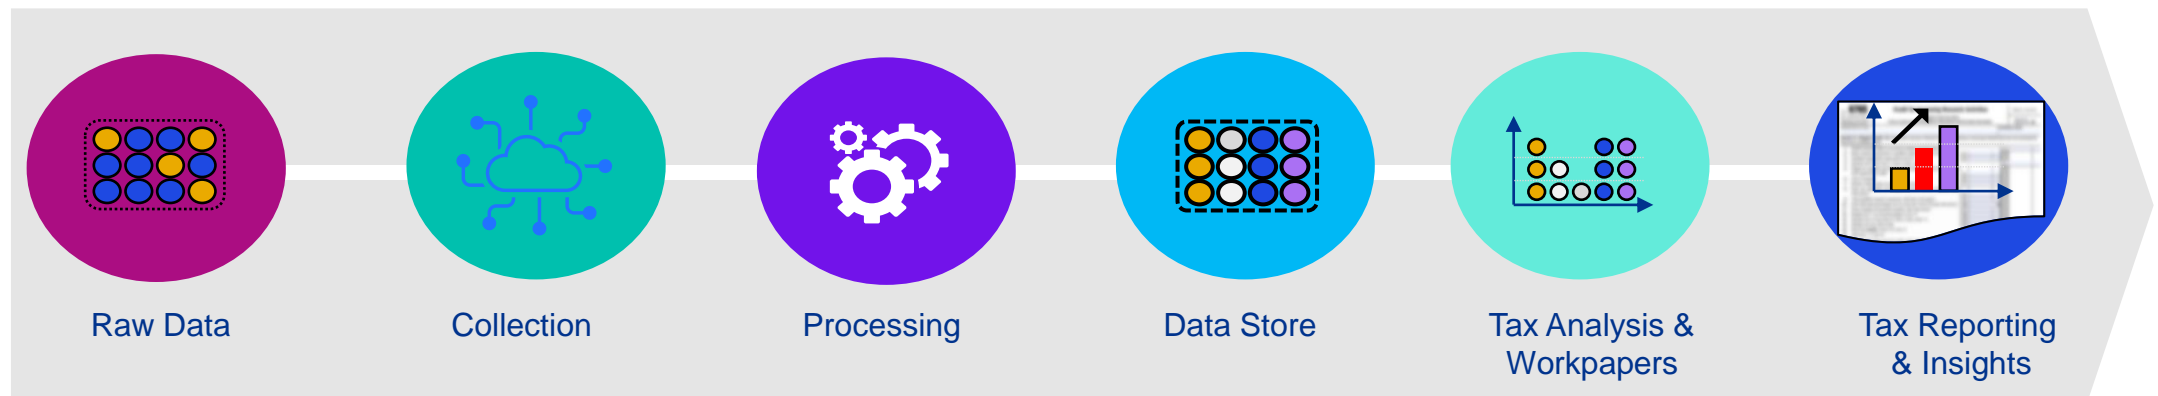 Raw Data
Collection
Processing
Data Store
Tax Analysis &
Workpapers
Tax Reporting
& Insights